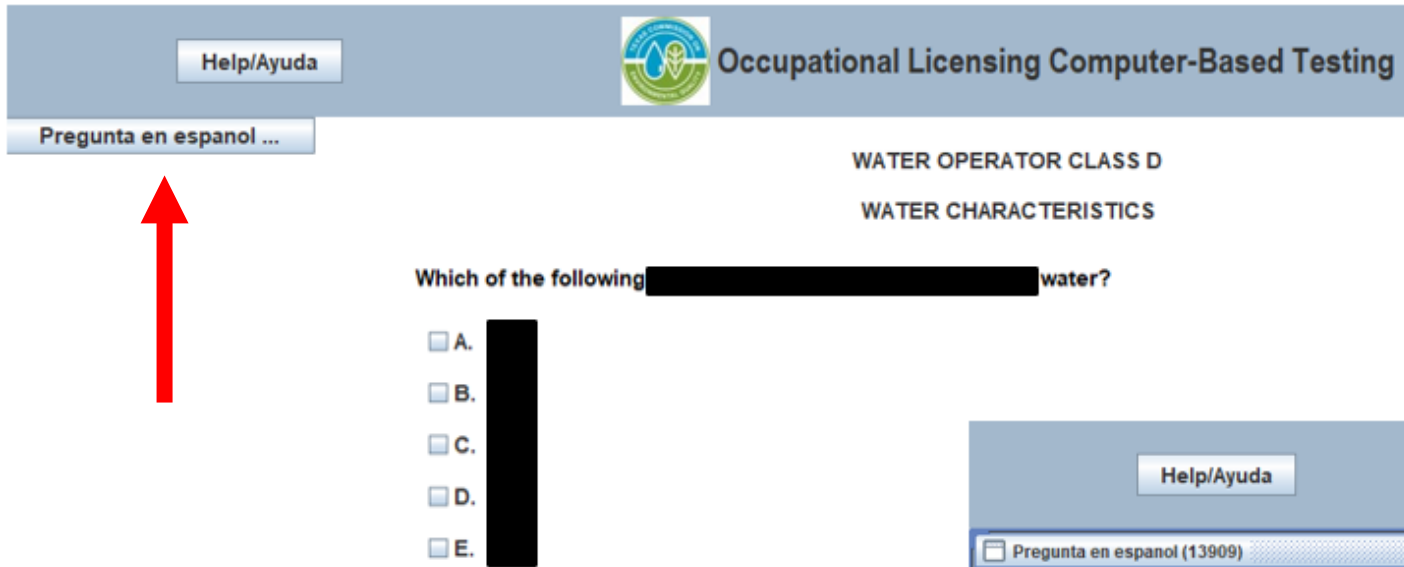 Help/Ayuda
Occupational Licensing Computer-Based Testing
Pregunta en espanol ...
WATER OPERATOR CLASS D
WATER CHARACTERISTICS
Which of the following water?
A.
B.
C.
D.
E.
Help/Ayuda
Pregunta en espanol (13909)